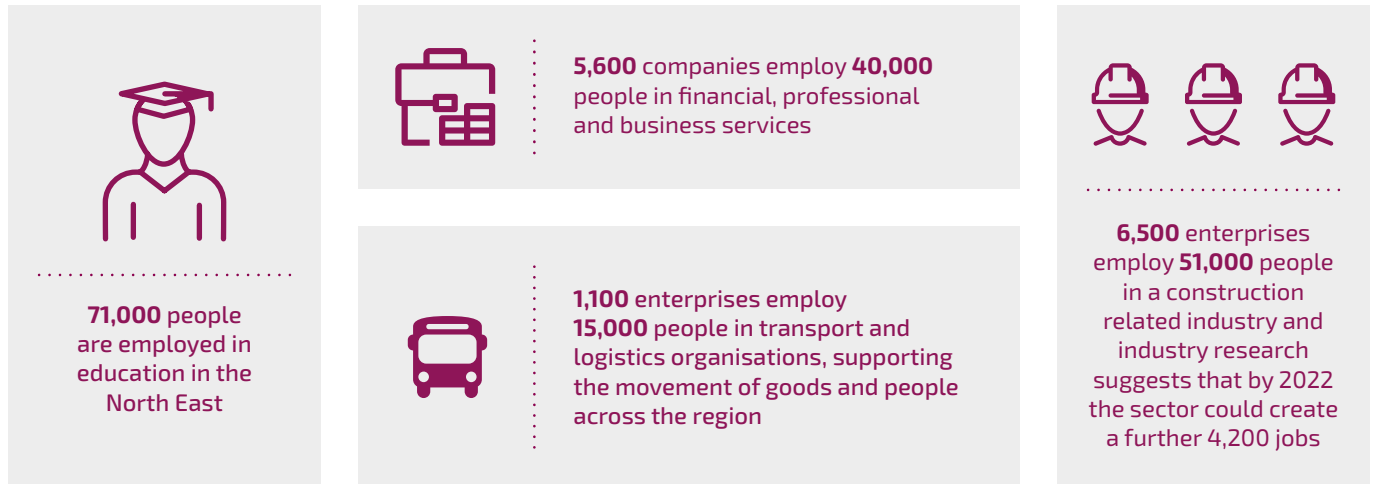 71,000 people
are employed in
education in the
North East
5,600 companies employ 40,000
people in financial, professional
and business services
1,100 enterprises employ
15,000 people in transport and
logistics organisations, supporting
the movement of goods and people
across the region
6,500 enterprises
employ 51,000 people
in a construction
related industry and
industry research
suggests that by 2022
the sector could create
a further 4,200 jobs